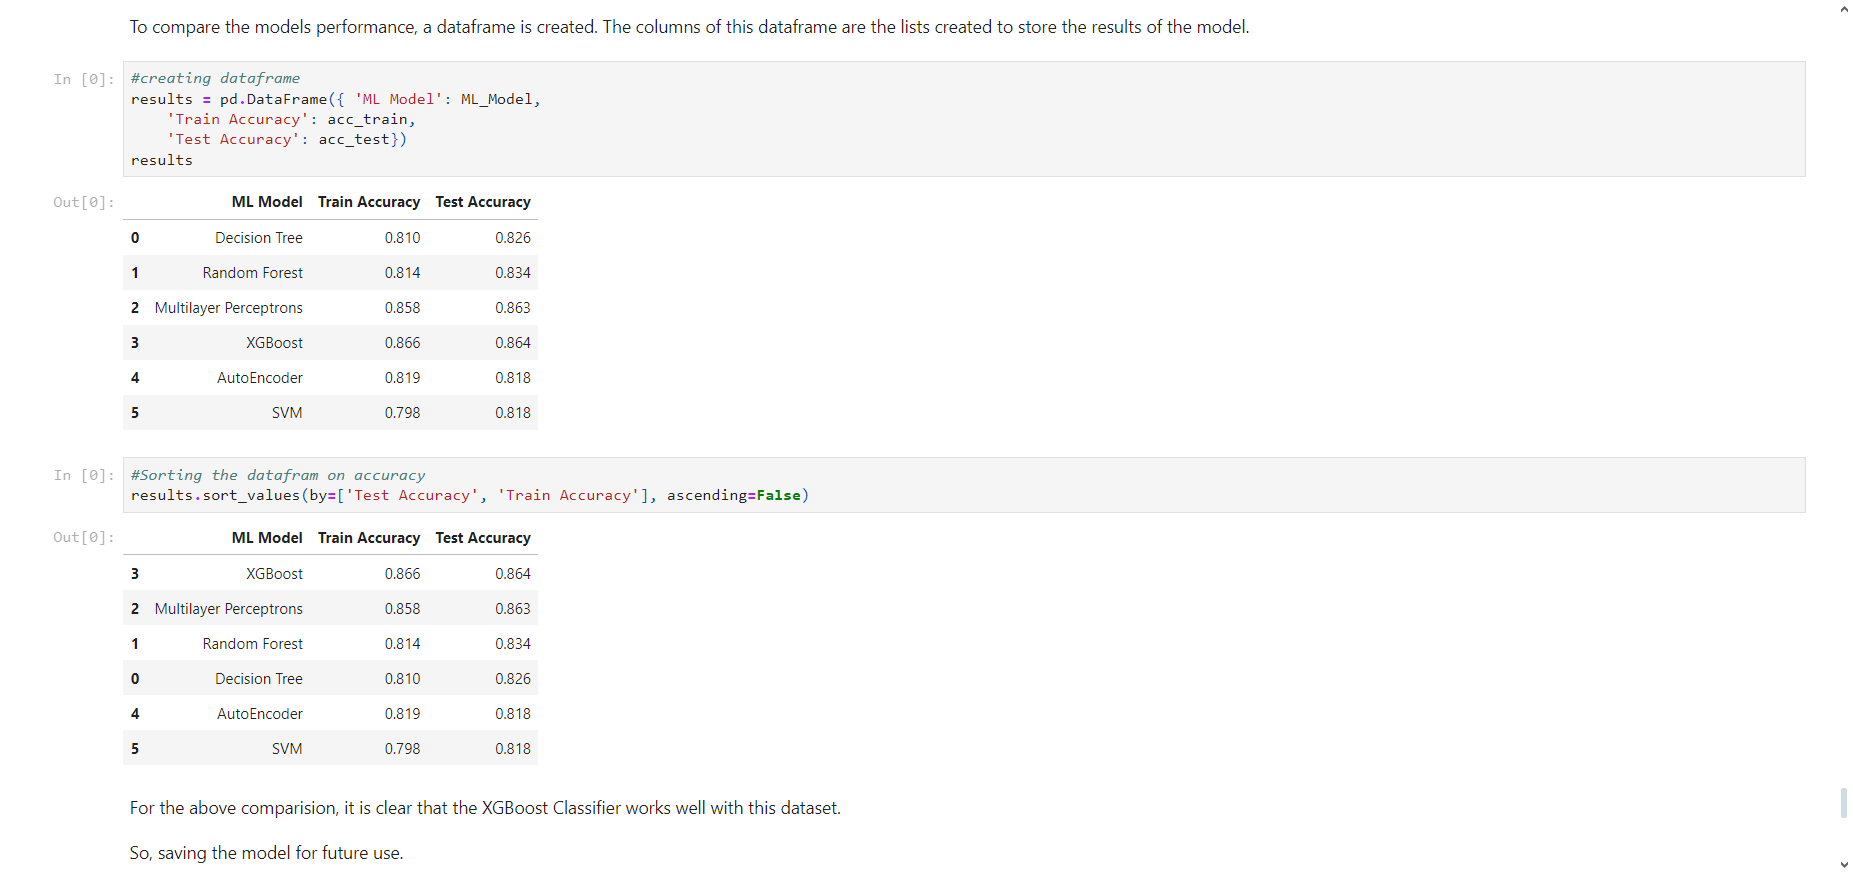 To compare the models performance, a dataframe is created. The columns of this dataframe are the lists created to store the results of the model.
In [0]: #creating dataframe
results = pd.DataFrame({ 'ML Model': ML_Model,
    'Train Accuracy': acc_train,
    'Test Accuracy': acc_test})
results
Out[0]: ML Model Train Accuracy Test Accuracy
0 Decision Tree 0.810 0.826
1 Random Forest 0.814 0.834
2 Multilayer Perceptrons 0.858 0.863
3 XGBoost 0.866 0.864
4 AutoEncoder 0.819 0.818
5 SVM 0.798 0.818
In [0]: #Sorting the datafram on accuracy
results.sort_values(by=['Test Accuracy', 'Train Accuracy'], ascending=False)
Out[0]: ML Model Train Accuracy Test Accuracy
3 XGBoost 0.866 0.864
2 Multilayer Perceptrons 0.858 0.863
1 Random Forest 0.814 0.834
0 Decision Tree 0.810 0.826
4 AutoEncoder 0.819 0.818
5 SVM 0.798 0.818
For the above comparision, it is clear that the XGBoost Classifier works well with this dataset.
So, saving the model for future use.